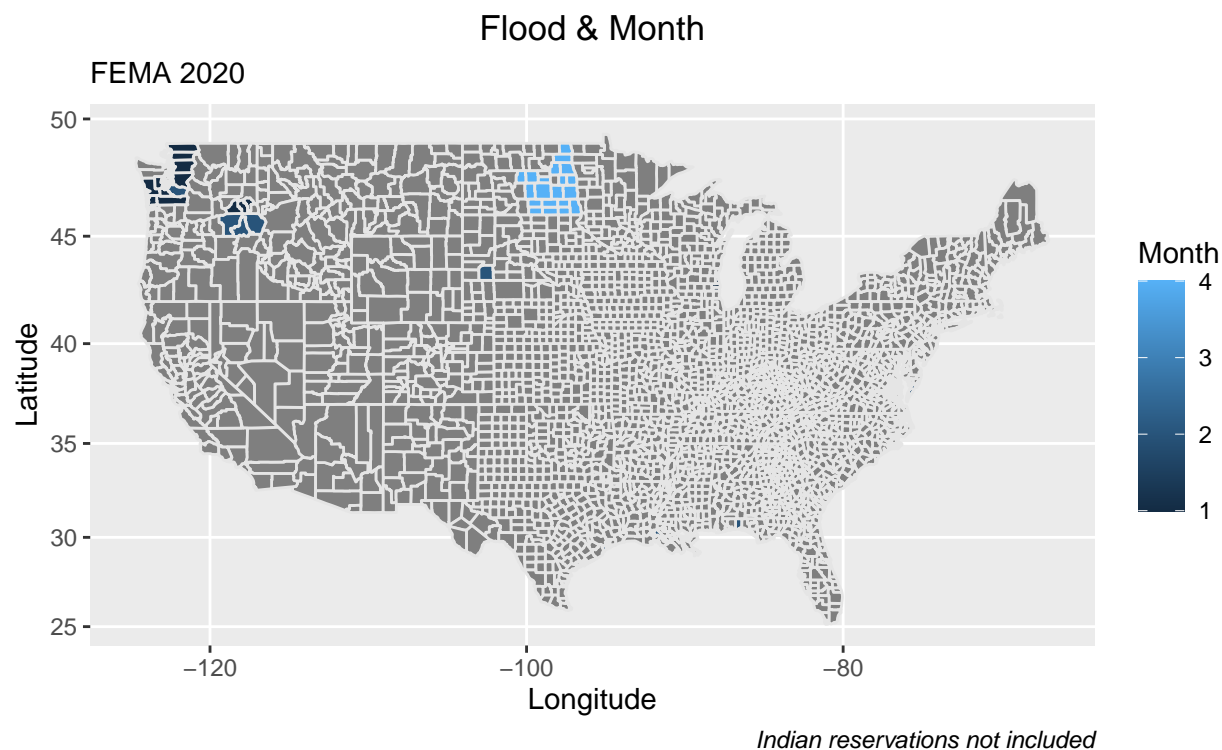 Flood & Month
FEMA 2020
50
45
40
35
30
25
Latitude
−120
−100
−80
Longitude
Month
4
3
2
1
Indian reservations not included